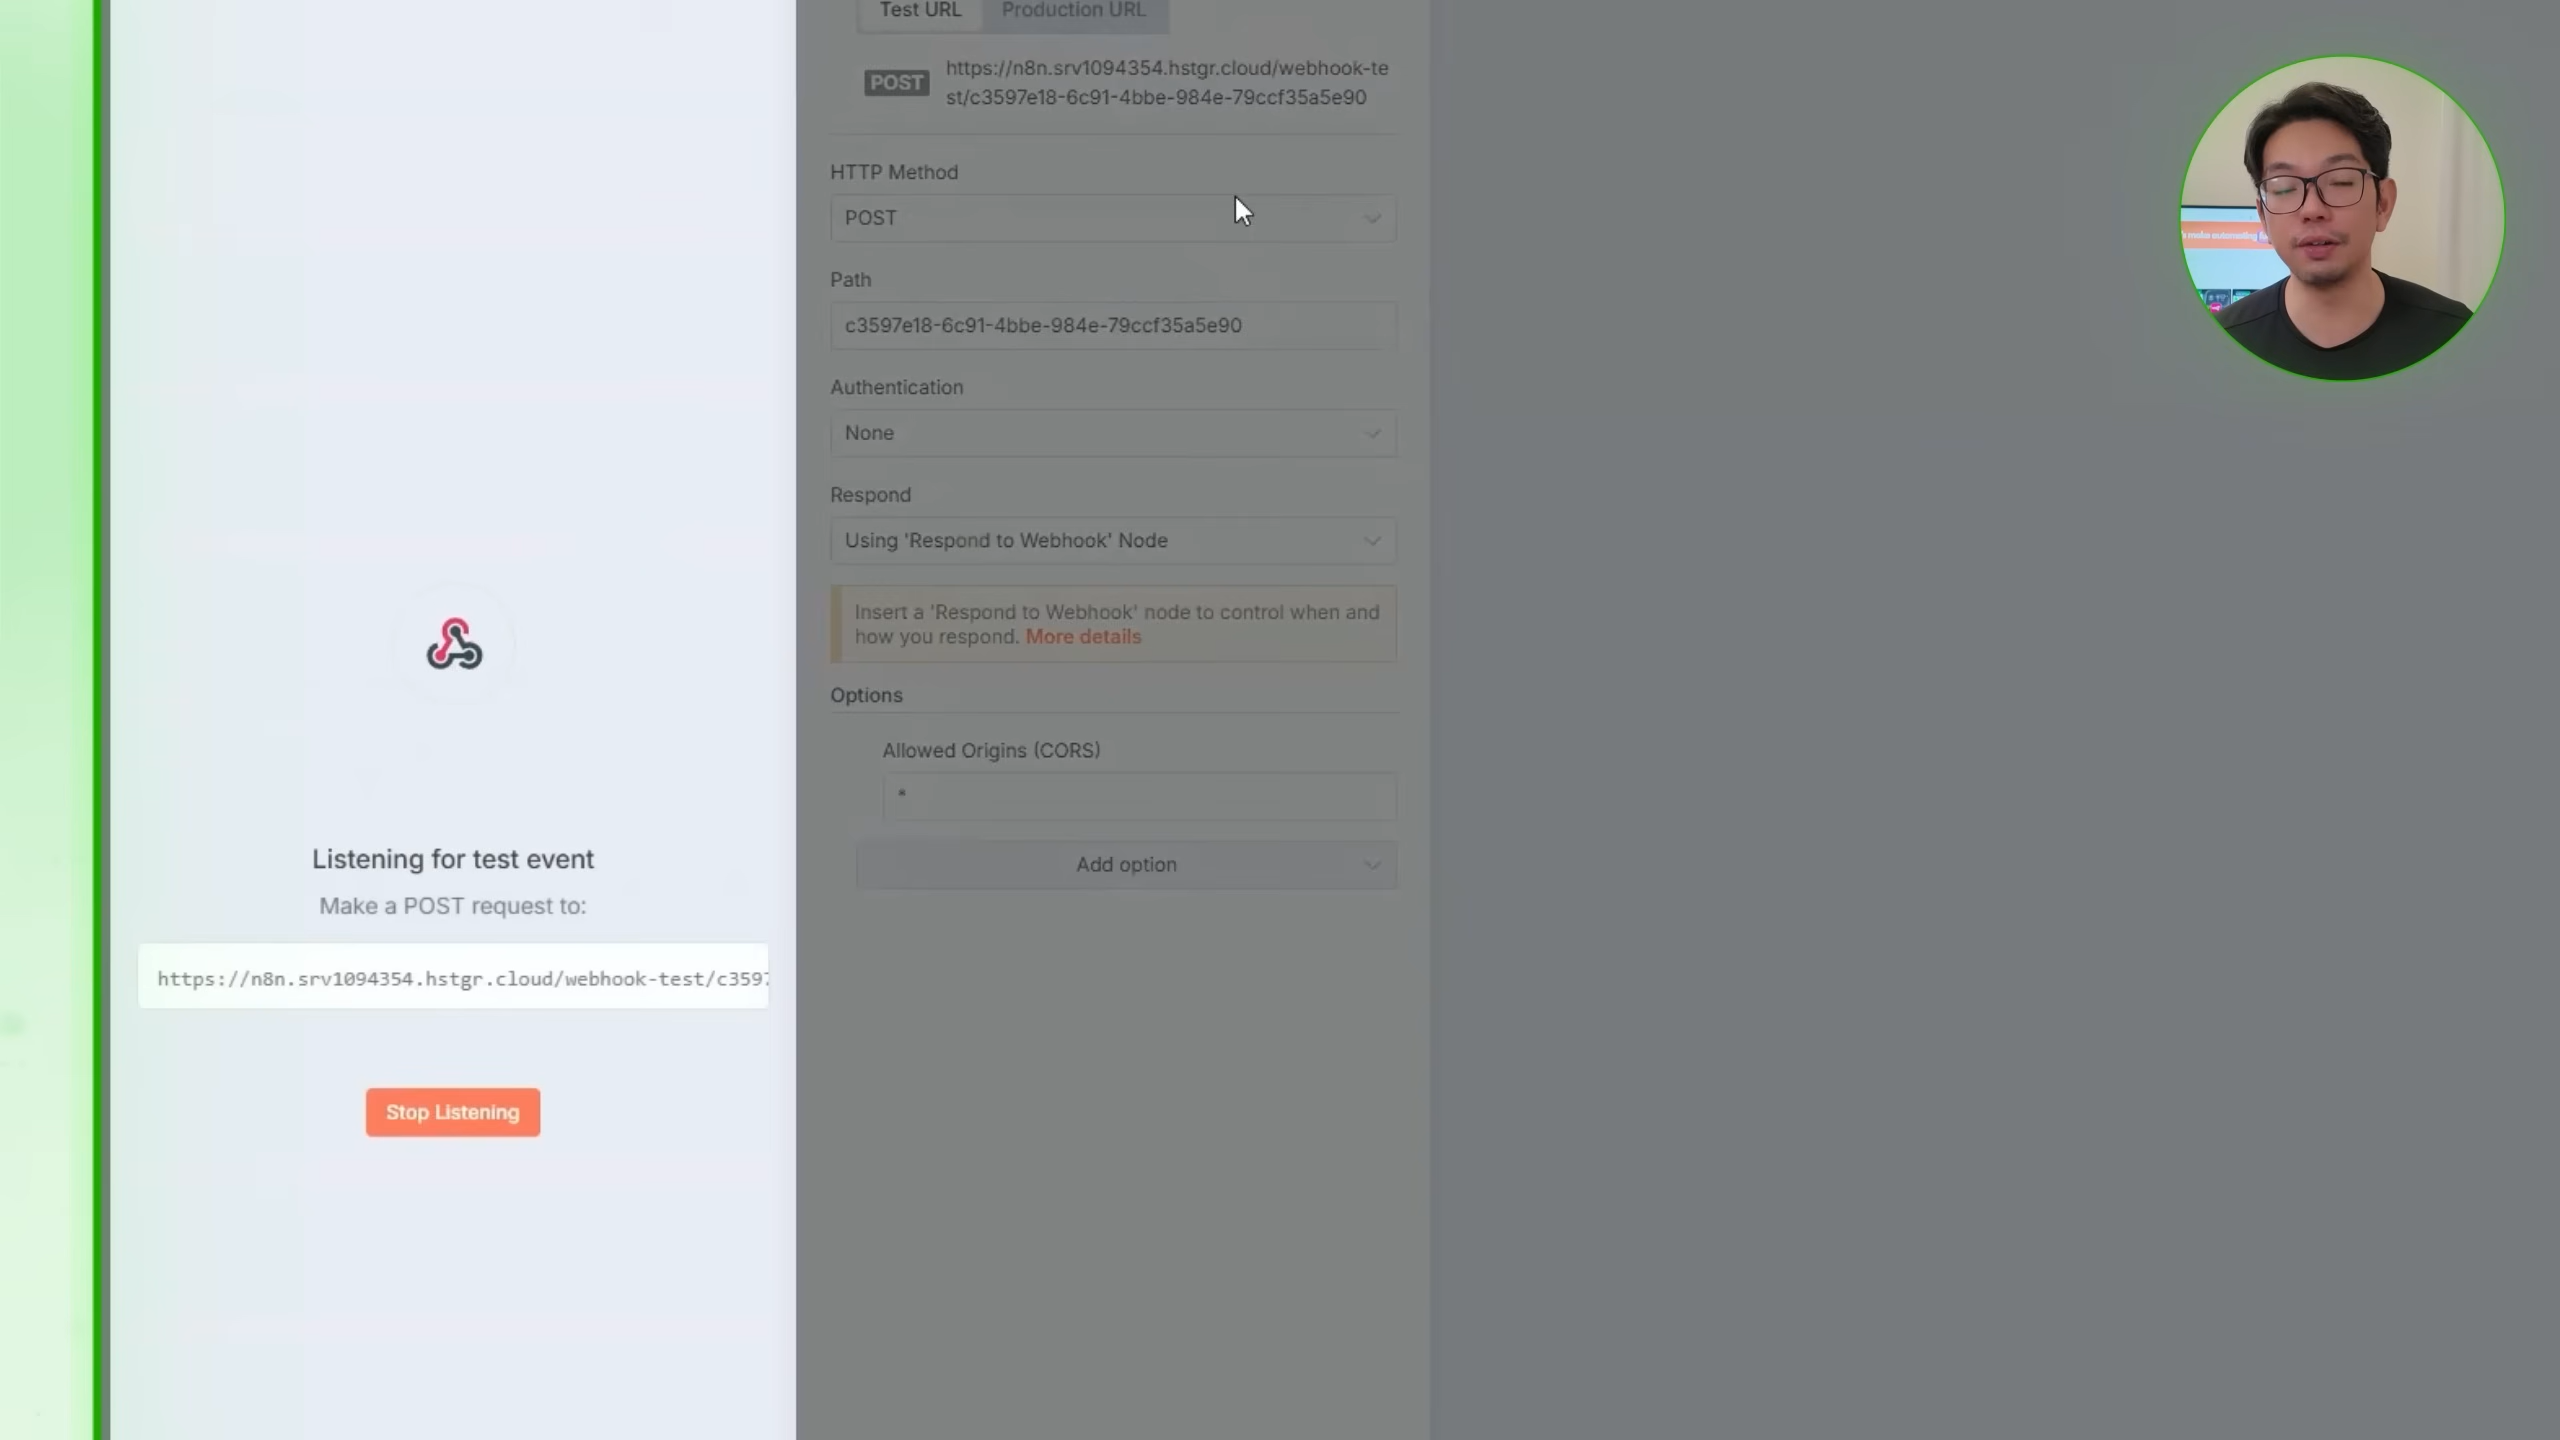 Test URL
Production URL
POST
https://n8n.srv1094354.hstgr.cloud/webhook-te
st/c3597e18-6c91-4bbe-984e-79ccf35a5e90
HTTP Method
POST
Path
c3597e18-6c91-4bbe-984e-79ccf35a5e90
Authentication
None
Respond
Using 'Respond to Webhook' Node
Insert a 'Respond to Webhook' node to control when and
how you respond. More details
Options
Allowed Origins (CORS)
*
Add option
Listening for test event
Make a POST request to:
https://n8n.srv1094354.hstgr.cloud/webhook-test/c3597
Stop Listening